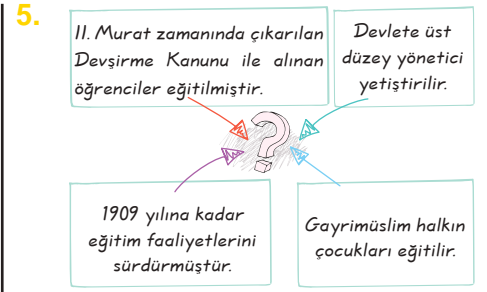 5.
II. Murat zamanında çıkarılan
Devşirme Kanunu ile alınan
öğrenciler eğitilmiştir.
Devlete üst
düzey yönetici
yetiştirilir.
?
1909 yılına kadar
eğitim faaliyetlerini
sürdürmüştür.
Gayrimüslim halkın
çocukları eğitilir.